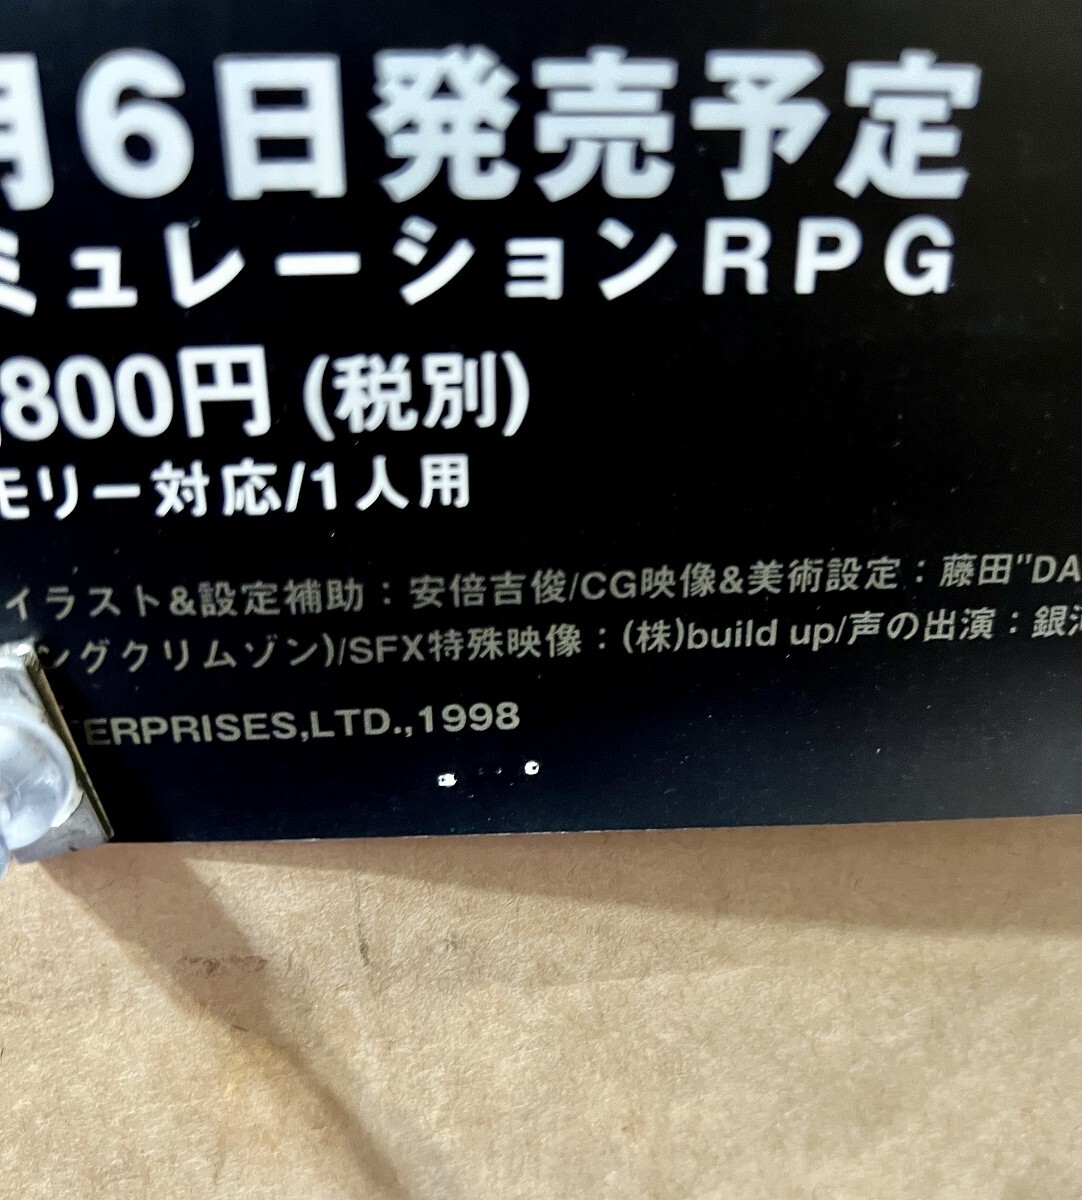 月6日発売予定
ミュレーションRPG
,800円 (税別)
モリー対応/1人用
イラスト&設定補助：安倍吉俊/CG映像&美術設定：藤田"DA
ングクリムゾン)/SFX特殊映像：(株)build up/声の出演：銀河
ERPRISES,LTD.,1998